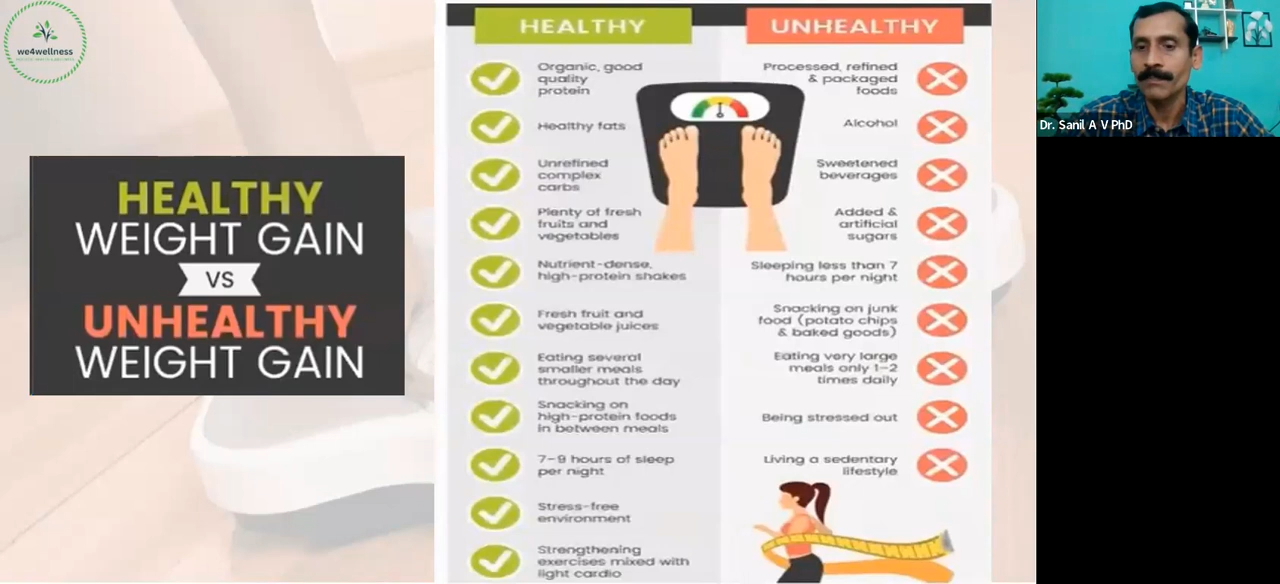 we4wellness
HEALTHY
WEIGHT GAIN
VS
UNHEALTHY
WEIGHT GAIN
HEALTHY
Organic, good
quality
protein
Healthy fats
Unrefined
complex
carbs
Plenty of fresh
fruits and
vegetables
Nutrient-dense,
high-protein shakes
Fresh fruit and
vegetable juices
Eating several
smaller meals
throughout the day
Snacking on
high-protein foods
in between meals
7-9 hours of sleep
per night
Stress-free
environment
Strengthening
exercises mixed with
light cardio
UNHEALTHY
Processed, refined
& packaged
foods
Alcohol
Sweetened
beverages
Added &
artificial
sugars
Sleeping less than 7
hours per night
Snacking on junk
food (potato chips
& baked goods)
Eating very large
meals only 1-2
times daily
Being stressed out
Living a sedentary
lifestyle
Dr. Sanil A V PhD